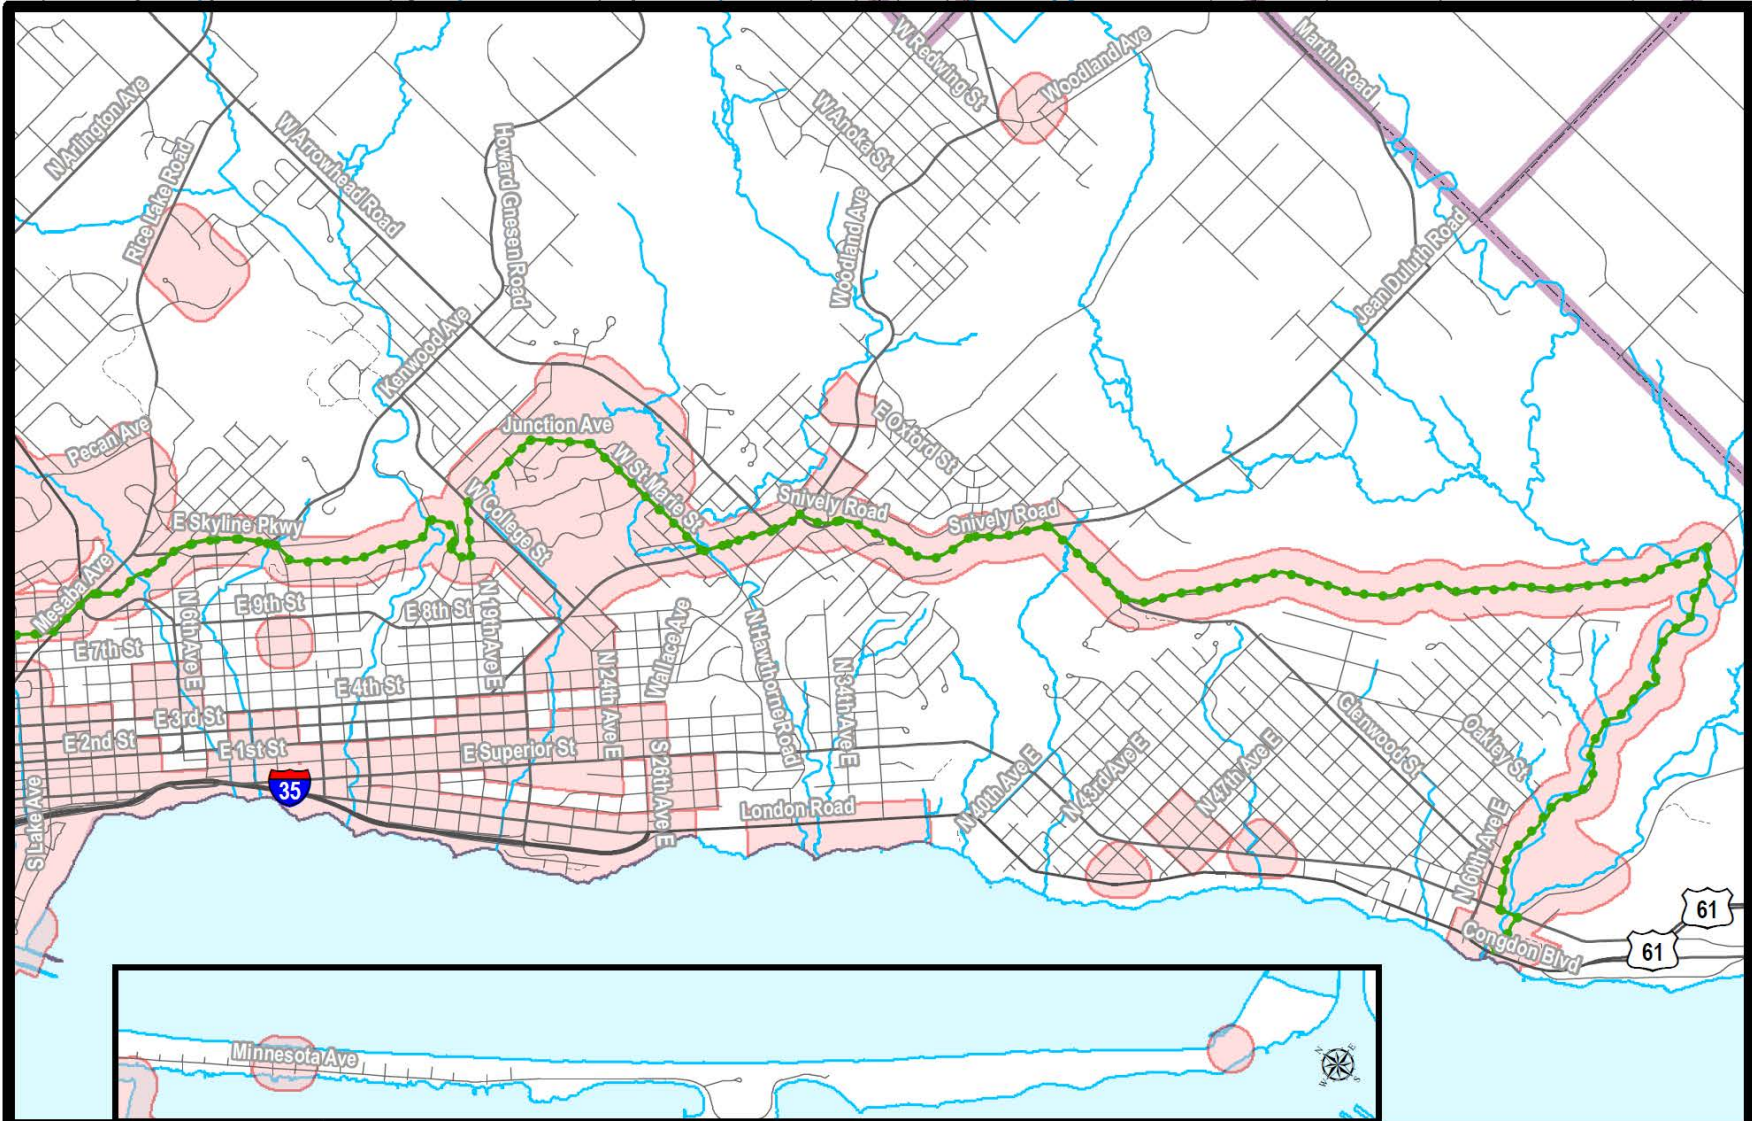 N Arlington Ave
Rice Lake Road
W Arrowhead Road
Howard Gnesen Road
W Redwing St
Woodland Ave
W Anoka St
Woodland Ave
Martin Road
Jean Duluth Road
Kenwood Ave
Pecan Ave
Junction Ave
E Oxford St
W St. Marie St
W College St
E Skyline Pkwy
Snively Road
Snively Road
Mesaba Ave
N 6th Ave E
E 9th St
E 8th St
N 19th Ave E
E 7th St
E 4th St
E 3rd St
E 2nd St
E 1st St
E Superior St
N 24th Ave E
Wallace Ave
N Hawthorne Road
N 34th Ave E
S 26th Ave E
S Lake Ave
35
London Road
N 40th Ave E
N 43rd Ave E
N 47th Ave E
Glenwood St
Oakley St
N 60th Ave E
Congdon Blvd
61
61
Minnesota Ave
N
E
W
S